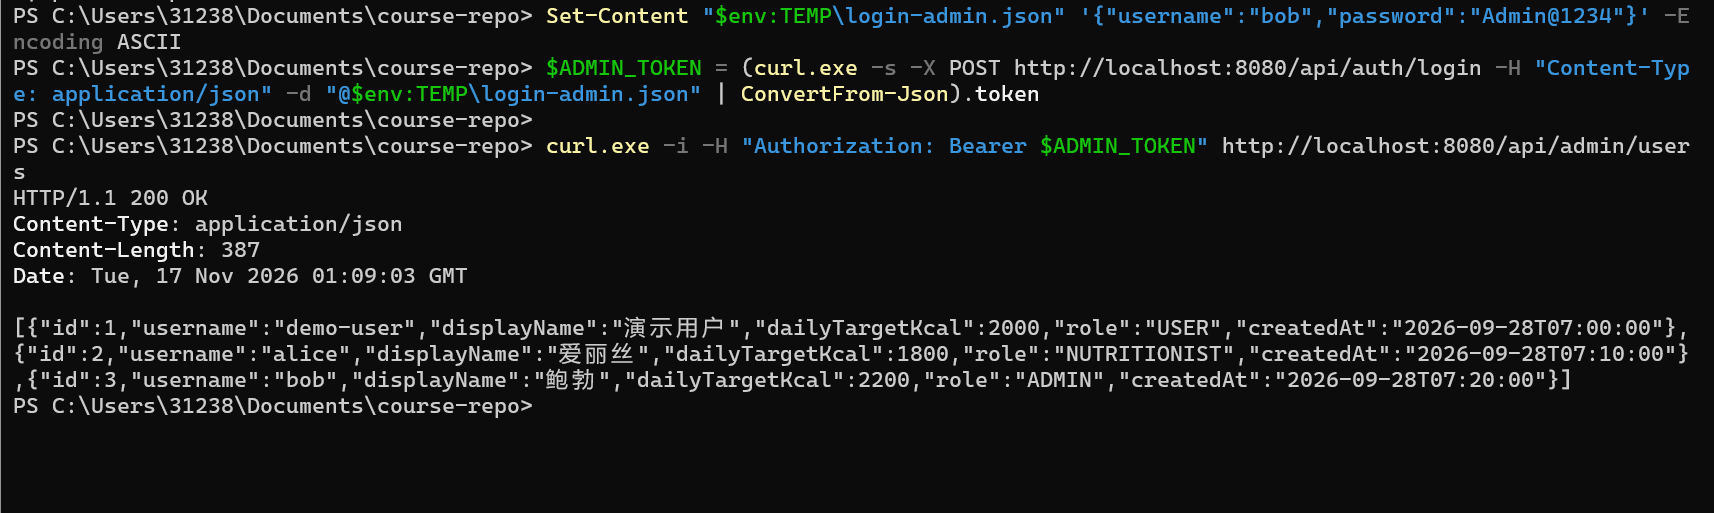 PS C:\Users\31238\Documents\course-repo> Set-Content "$env:TEMP\login-admin.json" '{"username":"bob","password":"Admin@1234"}' -E
ncoding ASCII
PS C:\Users\31238\Documents\course-repo> $ADMIN_TOKEN = (curl.exe -s -X POST http://localhost:8080/api/auth/login -H "Content-Typ
e: application/json" -d "@$env:TEMP\login-admin.json" | ConvertFrom-Json).token
PS C:\Users\31238\Documents\course-repo>
PS C:\Users\31238\Documents\course-repo> curl.exe -i -H "Authorization: Bearer $ADMIN_TOKEN" http://localhost:8080/api/admin/user
s
HTTP/1.1 200 OK
Content-Type: application/json
Content-Length: 387
Date: Tue, 17 Nov 2026 01:09:03 GMT

[{"id":1,"username":"demo-user","displayName":"演示用户","dailyTargetKcal":2000,"role":"USER","createdAt":"2026-09-28T07:00:00"},
{"id":2,"username":"alice","displayName":"爱丽丝","dailyTargetKcal":1800,"role":"NUTRITIONIST","createdAt":"2026-09-28T07:10:00"}
,{"id":3,"username":"bob","displayName":"鲍勃","dailyTargetKcal":2200,"role":"ADMIN","createdAt":"2026-09-28T07:20:00"}]
PS C:\Users\31238\Documents\course-repo>